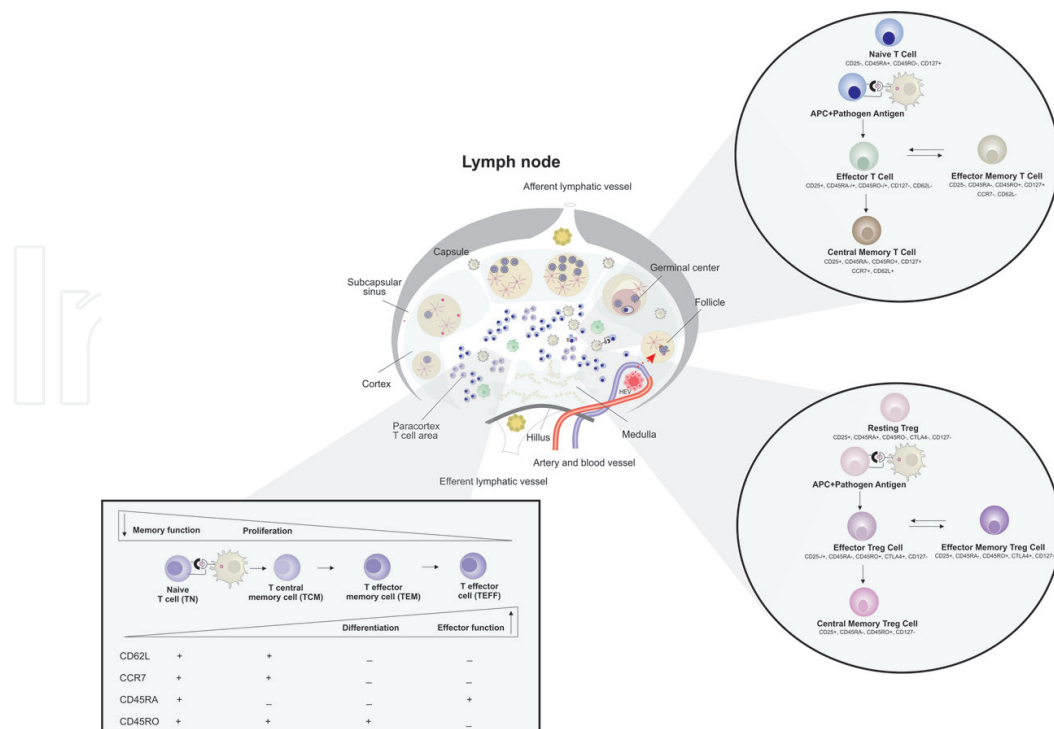 Naive T Cell
CD25-, CD45RA+, CD45RO-, CD127+
APC+Pathogen Antigen
Effector T Cell
CD25+, CD45RA-/+, CD45RO-/+, CD127-, CD62L-
Effector Memory T Cell
CD25-, CD45RA-, CD45RO+, CD127+
CCR7-, CD62L-
Central Memory T Cell
CD25+, CD45RA-, CD45RO+, CD127+
CCR7+, CD62L+
Lymph node
Afferent lymphatic vessel
Capsule
Germinal center
Subcapsular
sinus
Follicle
Cortex
HEV
Paracortex
T cell area
Hillus
Medulla
Artery and blood vessel
Efferent lymphatic vessel
Resting Treg
CD25+, CD45RA+, CD45RO-, CTLA4-, CD127-
APC+Pathogen Antigen
Effector Treg Cell
CD25-/+, CD45RA-, CD45RO+, CTLA4+, CD127-
Effector Memory Treg Cell
CD25+, CD45RA-, CD45RO+, CTLA4+, CD127+
Central Memory Treg Cell
CD25+, CD45RA-, CD45RO+, CD127-
Memory function Proliferation
Naive
T cell (TN)
T central
memory cell (TCM)
T effector
memory cell (TEM)
T effector
cell (TEFF)
Differentiation Effector function
CD62L + + _ _
CCR7 + + _ _
CD45RA + _ _ +
CD45RO + + + _